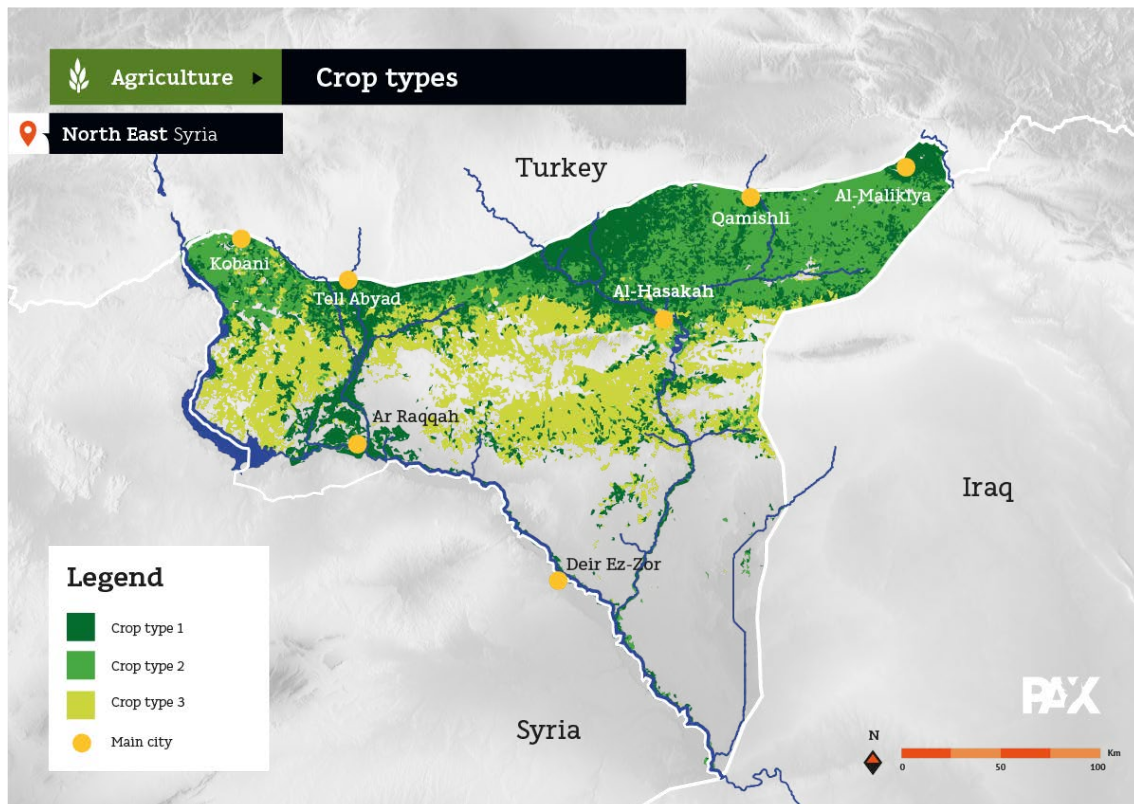 Agriculture
Crop types
North East Syria
Turkey
Al-Malikiya
Qamishli
Kobani
Tell Abyad
Al-Hasakah
Ar Raqqah
Iraq
Deir Ez-Zor
Legend
Crop type 1
Crop type 2
Crop type 3
Main city
Syria
PAX
N
Km
0
50
100